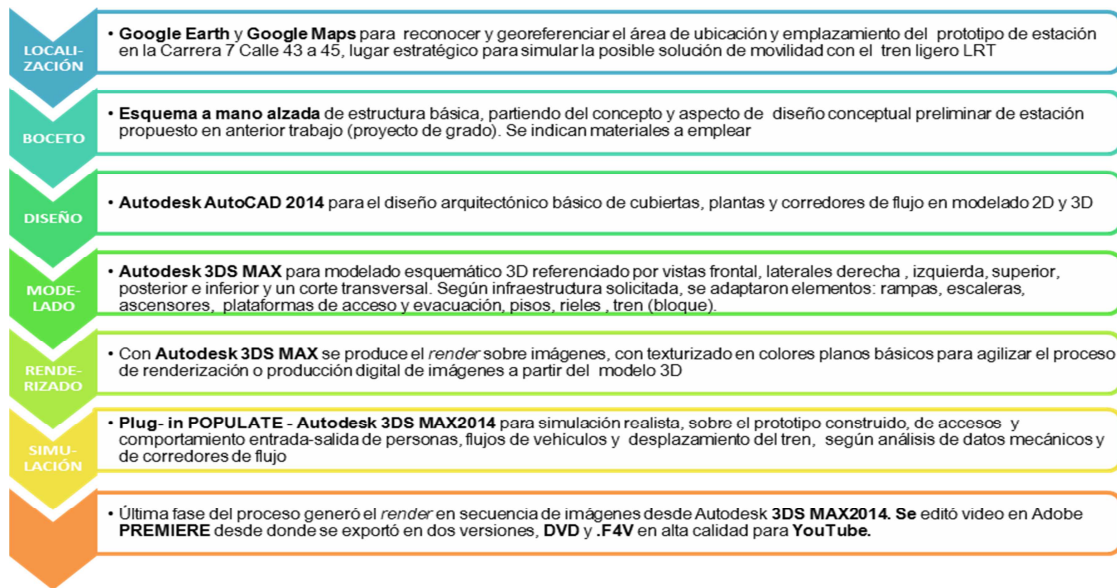 LOCALI-
ZACIÓN
• Google Earth y Google Maps para reconocer y georeferenciar el área de ubicación y emplazamiento del prototipo de estación
en la Carrera 7 Calle 43 a 45, lugar estratégico para simular la posible solución de movilidad con el tren ligero LRT
BOCETO
• Esquema a mano alzada de estructura básica, partiendo del concepto y aspecto de diseño conceptual preliminar de estación
propuesto en anterior trabajo (proyecto de grado). Se indican materiales a emplear
DISEÑO
• Autodesk AutoCAD 2014 para el diseño arquitectónico básico de cubiertas, plantas y corredores de flujo en modelado 2D y 3D
MODE-
LADO
• Autodesk 3DS MAX para modelado esquemático 3D referenciado por vistas frontal, laterales derecha , izquierda, superior,
posterior e inferior y un corte transversal. Según infraestructura solicitada, se adaptaron elementos: rampas, escaleras,
ascensores, plataformas de acceso y evacuación, pisos, rieles , tren (bloque).
RENDE-
RIZADO
• Con Autodesk 3DS MAX se produce el render sobre imágenes, con texturizado en colores planos básicos para agilizar el proceso
de renderización o producción digital de imágenes a partir del modelo 3D
SIMU-
LACIÓN
• Plug- in POPULATE - Autodesk 3DS MAX2014 para simulación realista, sobre el prototipo construido, de accesos y
comportamiento entrada-salida de personas, flujos de vehículos y desplazamiento del tren, según análisis de datos mecánicos y
de corredores de flujo
• Última fase del proceso generó el render en secuencia de imágenes desde Autodesk 3DS MAX2014. Se editó video en Adobe
PREMIERE desde donde se exportó en dos versiones, DVD y .F4V en alta calidad para YouTube.